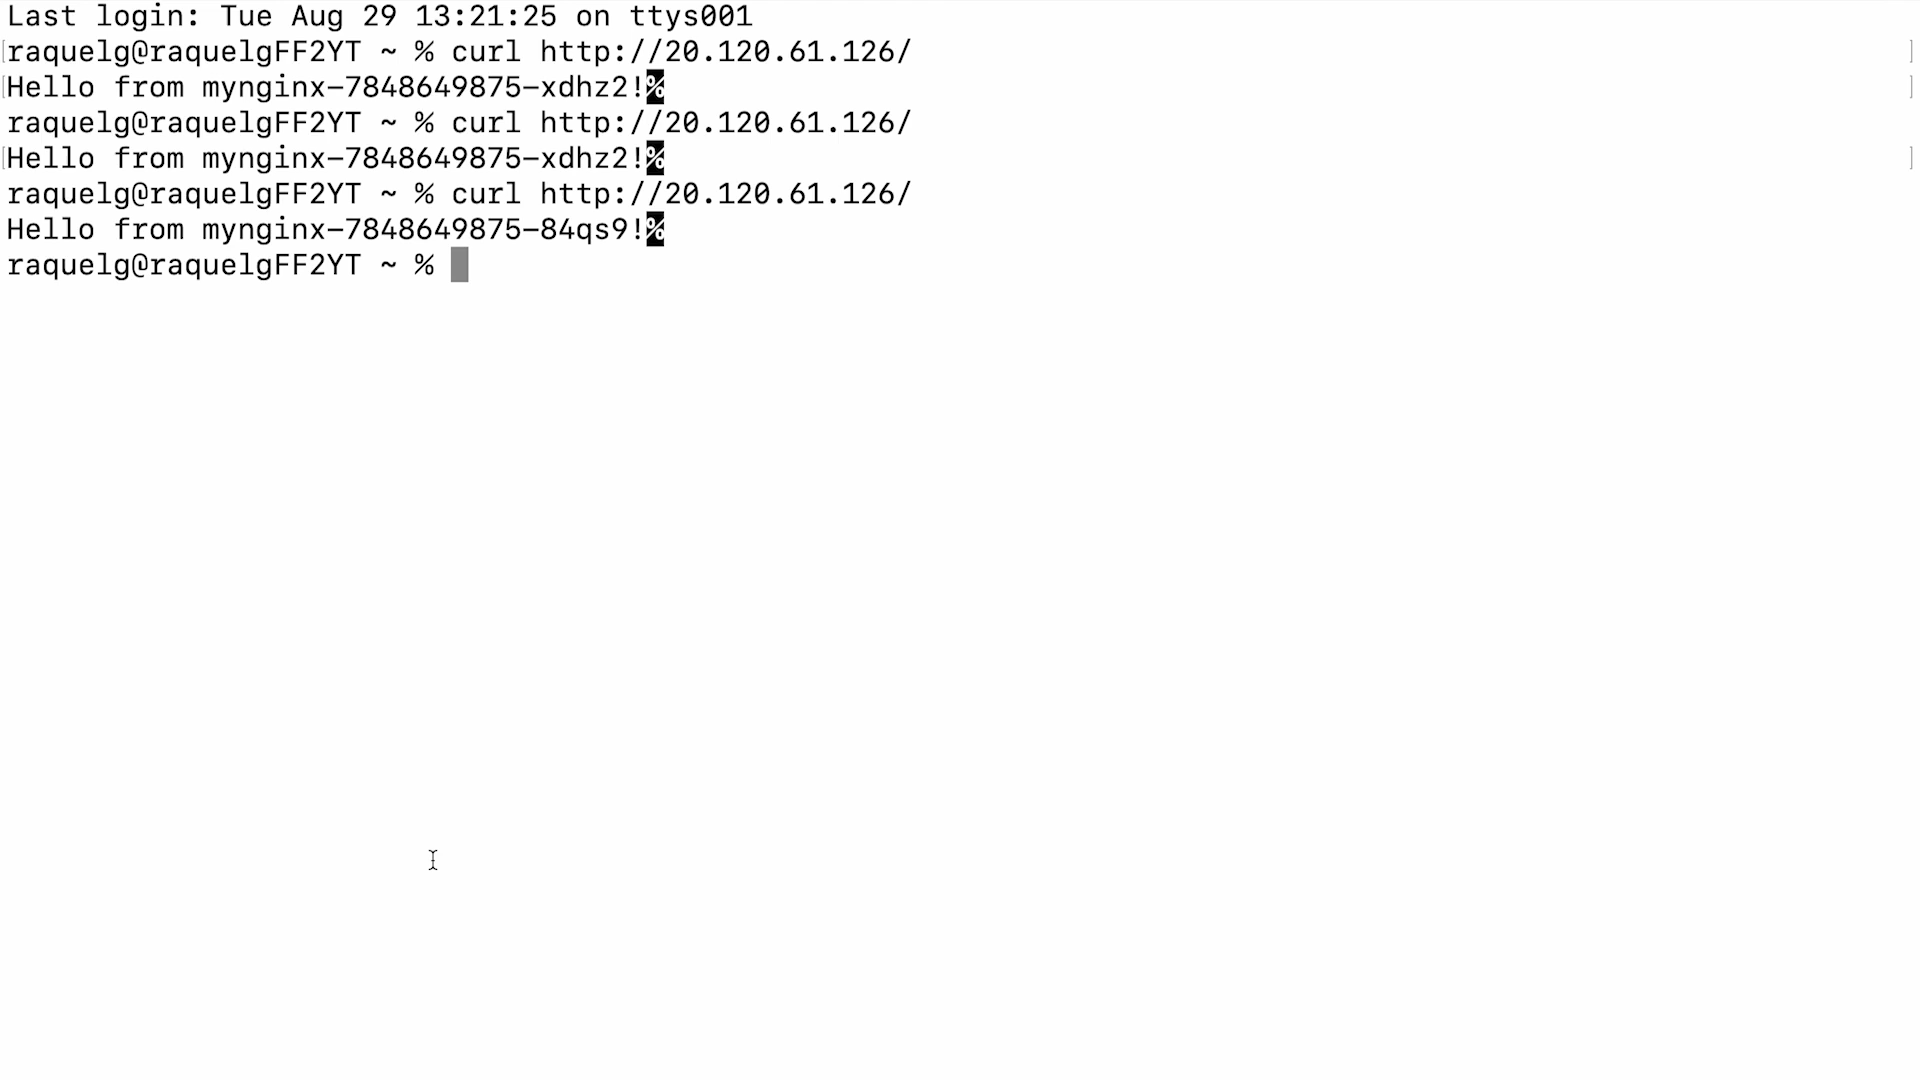 Last login: Tue Aug 29 13:21:25 on ttys001
raquelg@raquelgFF2YT ~ % curl http://20.120.61.126/
Hello from mynginx-7848649875-xdhz2!%
raquelg@raquelgFF2YT ~ % curl http://20.120.61.126/
Hello from mynginx-7848649875-xdhz2!%
raquelg@raquelgFF2YT ~ % curl http://20.120.61.126/
Hello from mynginx-7848649875-84qs9!%
raquelg@raquelgFF2YT ~ %